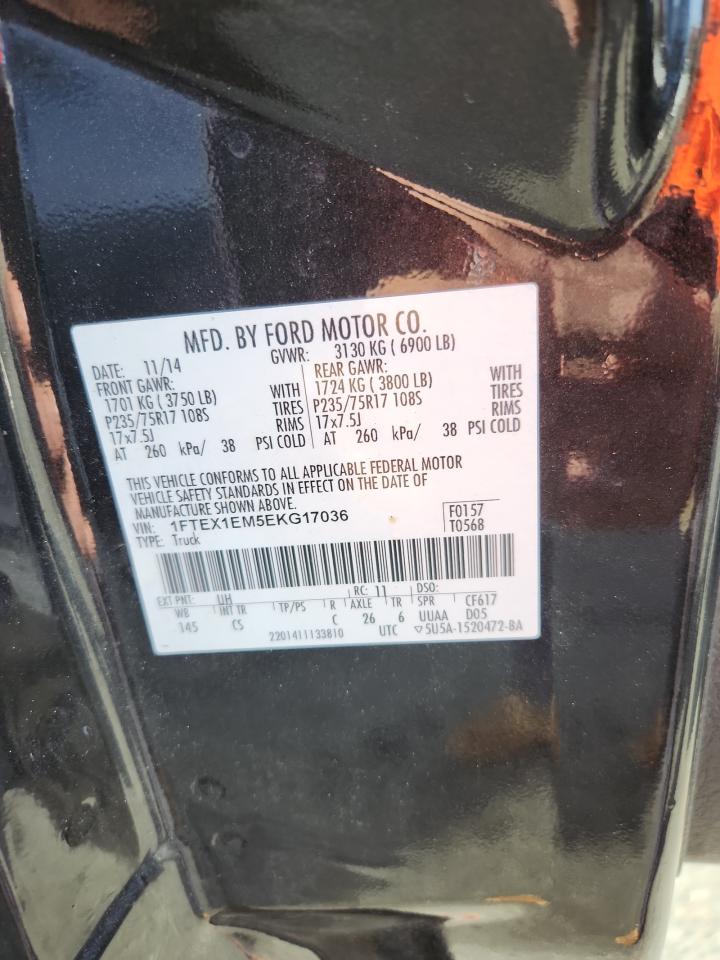 MFD. BY FORD MOTOR CO.
DATE: 11/14 GVWR: 3130 KG ( 6900 LB)
FRONT GAWR: REAR GAWR:
1701 KG ( 3750 LB) WITH 1724 KG ( 3800 LB) WITH
P235/75R17 108S TIRES P235/75R17 108S TIRES
17x7.5J RIMS 17x7.5J RIMS
AT 260 kPa/ 38 PSI COLD AT 260 kPa/ 38 PSI COLD
THIS VEHICLE CONFORMS TO ALL APPLICABLE FEDERAL MOTOR
VEHICLE SAFETY STANDARDS IN EFFECT ON THE DATE OF
MANUFACTURE SHOWN ABOVE.
VIN: 1FTEX1EM5EKG17036 F0157
TYPE: Truck T0568
EXT PNT: UH RC: 11 DSO:
WB INT TR TP/PS R AXLE TR SPR CF617
145 CS C 26 6 UUAA D05
2201411133810 UTC ▽5U5A-1520472-BA